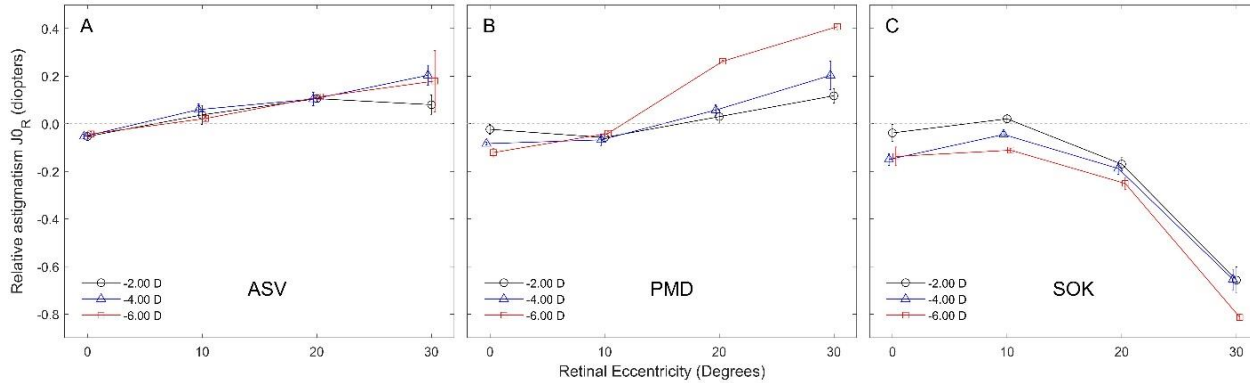 A
B
C
Relative astigmatism J0R (diopters)
0.4
0.2
0.0
-0.2
-0.4
-0.6
-0.8
-2.00 D
-4.00 D
-6.00 D
ASV
-2.00 D
-4.00 D
-6.00 D
PMD
-2.00 D
-4.00 D
-6.00 D
SOK
0 10 20 30
0 10 20 30
0 10 20 30
Retinal Eccentricity (Degrees)